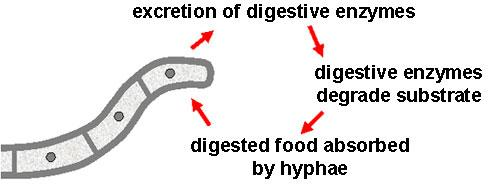 excretion of digestive enzymes
digestive enzymes
degrade substrate
digested food absorbed
by hyphae